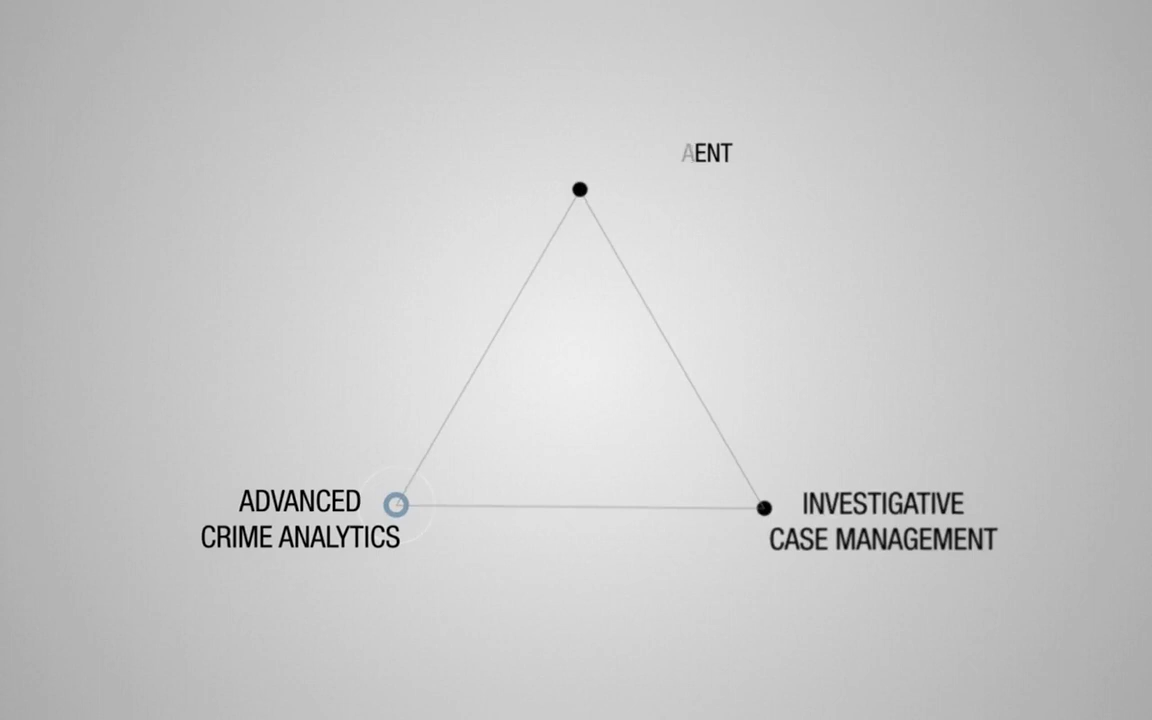 AENT
ADVANCED
CRIME ANALYTICS
INVESTIGATIVE
CASE MANAGEMENT